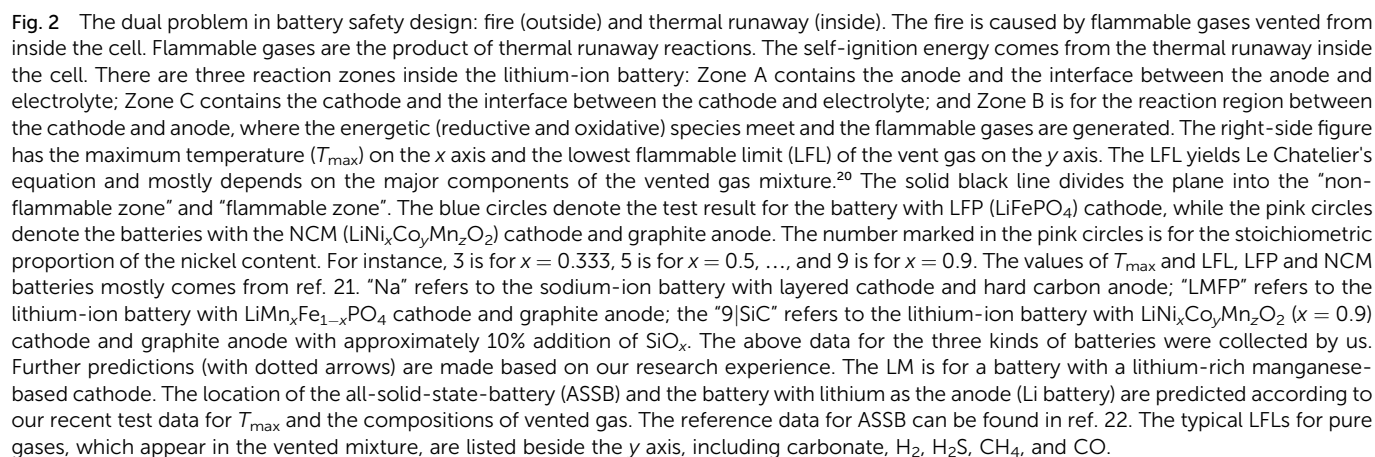 Fig. 2 The dual problem in battery safety design: fire (outside) and thermal runaway (inside). The fire is caused by flammable gases vented from
inside the cell. Flammable gases are the product of thermal runaway reactions. The self-ignition energy comes from the thermal runaway inside
the cell. There are three reaction zones inside the lithium-ion battery: Zone A contains the anode and the interface between the anode and
electrolyte; Zone C contains the cathode and the interface between the cathode and electrolyte; and Zone B is for the reaction region between
the cathode and anode, where the energetic (reductive and oxidative) species meet and the flammable gases are generated. The right-side figure
has the maximum temperature (Tmax) on the x axis and the lowest flammable limit (LFL) of the vent gas on the y axis. The LFL yields Le Chatelier's
equation and mostly depends on the major components of the vented gas mixture.²⁰ The solid black line divides the plane into the "non-
flammable zone" and "flammable zone". The blue circles denote the test result for the battery with LFP (LiFePO₄) cathode, while the pink circles
denote the batteries with the NCM (LiNiₓCoᵧMn_zO₂) cathode and graphite anode. The number marked in the pink circles is for the stoichiometric
proportion of the nickel content. For instance, 3 is for x = 0.333, 5 is for x = 0.5, ..., and 9 is for x = 0.9. The values of Tmax and LFL, LFP and NCM
batteries mostly comes from ref. 21. "Na" refers to the sodium-ion battery with layered cathode and hard carbon anode; "LMFP" refers to the
lithium-ion battery with LiMnₓFe₁₋ₓPO₄ cathode and graphite anode; the "9|SiC" refers to the lithium-ion battery with LiNiₓCoᵧMn_zO₂ (x = 0.9)
cathode and graphite anode with approximately 10% addition of SiOₓ. The above data for the three kinds of batteries were collected by us.
Further predictions (with dotted arrows) are made based on our research experience. The LM is for a battery with a lithium-rich manganese-
based cathode. The location of the all-solid-state-battery (ASSB) and the battery with lithium as the anode (Li battery) are predicted according to
our recent test data for Tmax and the compositions of vented gas. The reference data for ASSB can be found in ref. 22. The typical LFLs for pure
gases, which appear in the vented mixture, are listed beside the y axis, including carbonate, H₂, H₂S, CH₄, and CO.